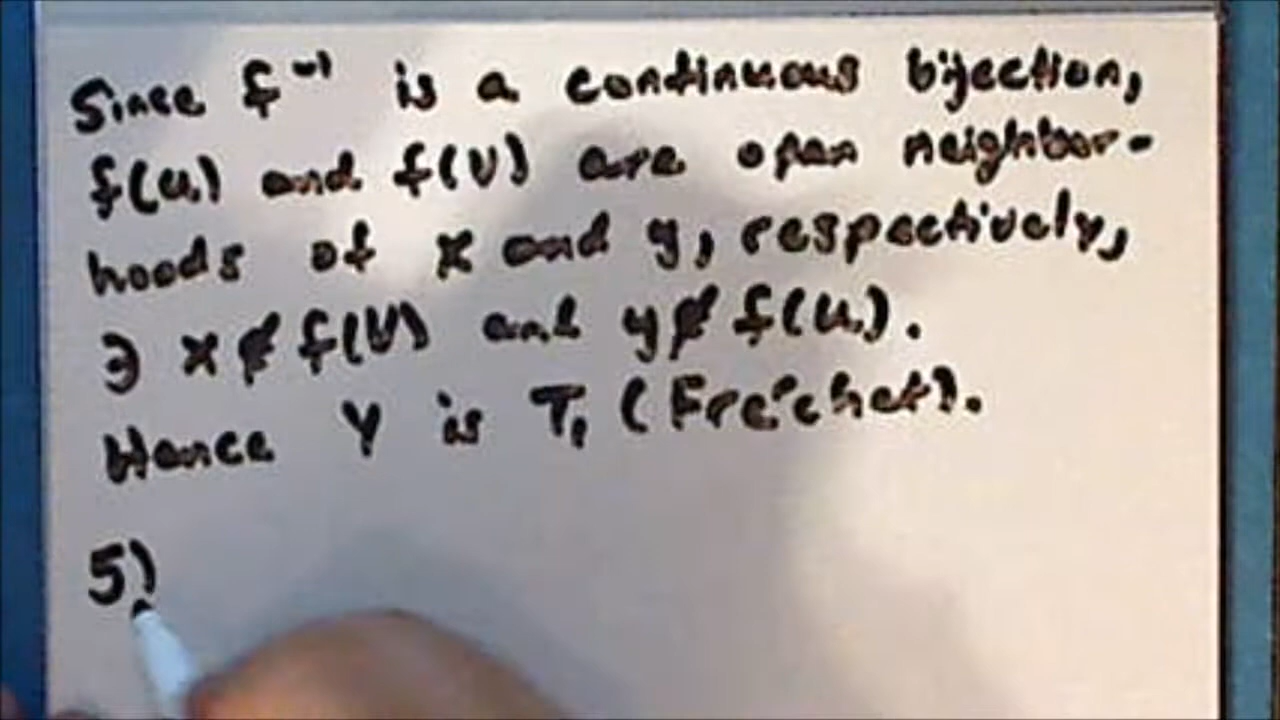 Since f⁻¹ is a continuous bijection,
f(U) and f(V) are open neighbor-
hoods of x and y, respectively,
∋ x ∉ f(V) and y ∉ f(U).
Hence Y is T₁ (Fréchet).
5)